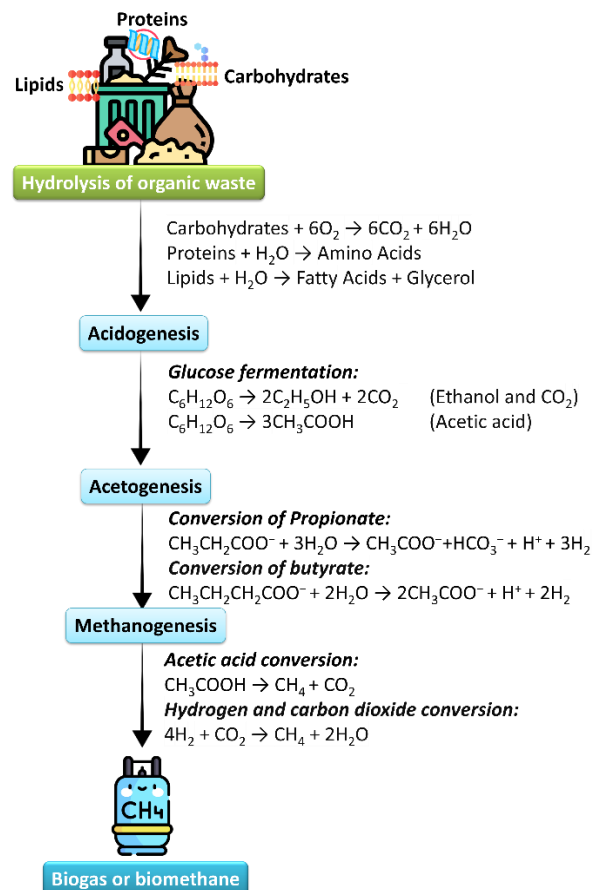 Proteins
Lipids
Carbohydrates
Hydrolysis of organic waste
Carbohydrates + 6O₂ → 6CO₂ + 6H₂O
Proteins + H₂O → Amino Acids
Lipids + H₂O → Fatty Acids + Glycerol
Acidogenesis
Glucose fermentation:
C₆H₁₂O₆ → 2C₂H₅OH + 2CO₂ (Ethanol and CO₂)
C₆H₁₂O₆ → 3CH₃COOH (Acetic acid)
Acetogenesis
Conversion of Propionate:
CH₃CH₂COO⁻ + 3H₂O → CH₃COO⁻+HCO₃⁻ + H⁺ + 3H₂
Conversion of butyrate:
CH₃CH₂CH₂COO⁻ + 2H₂O → 2CH₃COO⁻ + H⁺ + 2H₂
Methanogenesis
Acetic acid conversion:
CH₃COOH → CH₄ + CO₂
Hydrogen and carbon dioxide conversion:
4H₂ + CO₂ → CH₄ + 2H₂O
CH4
Biogas or biomethane